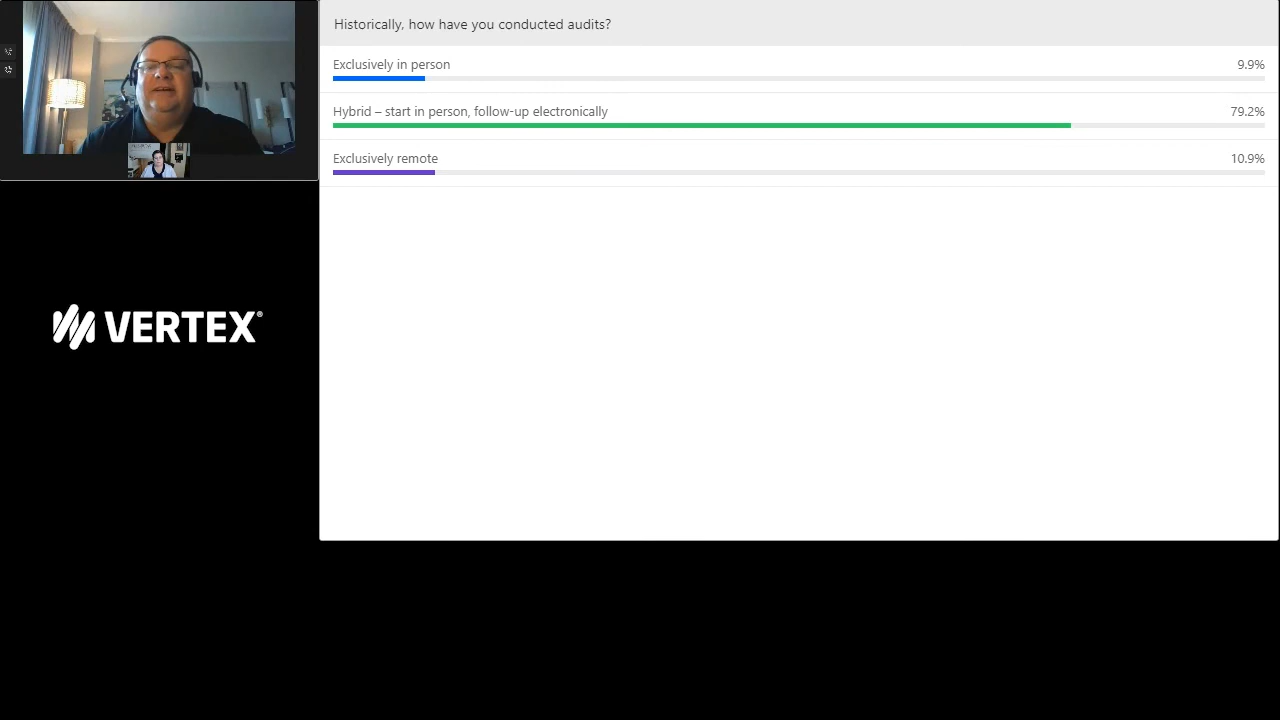 Historically, how have you conducted audits?
Exclusively in person 9.9%
Hybrid – start in person, follow-up electronically 79.2%
Exclusively remote 10.9%
VERTEX®